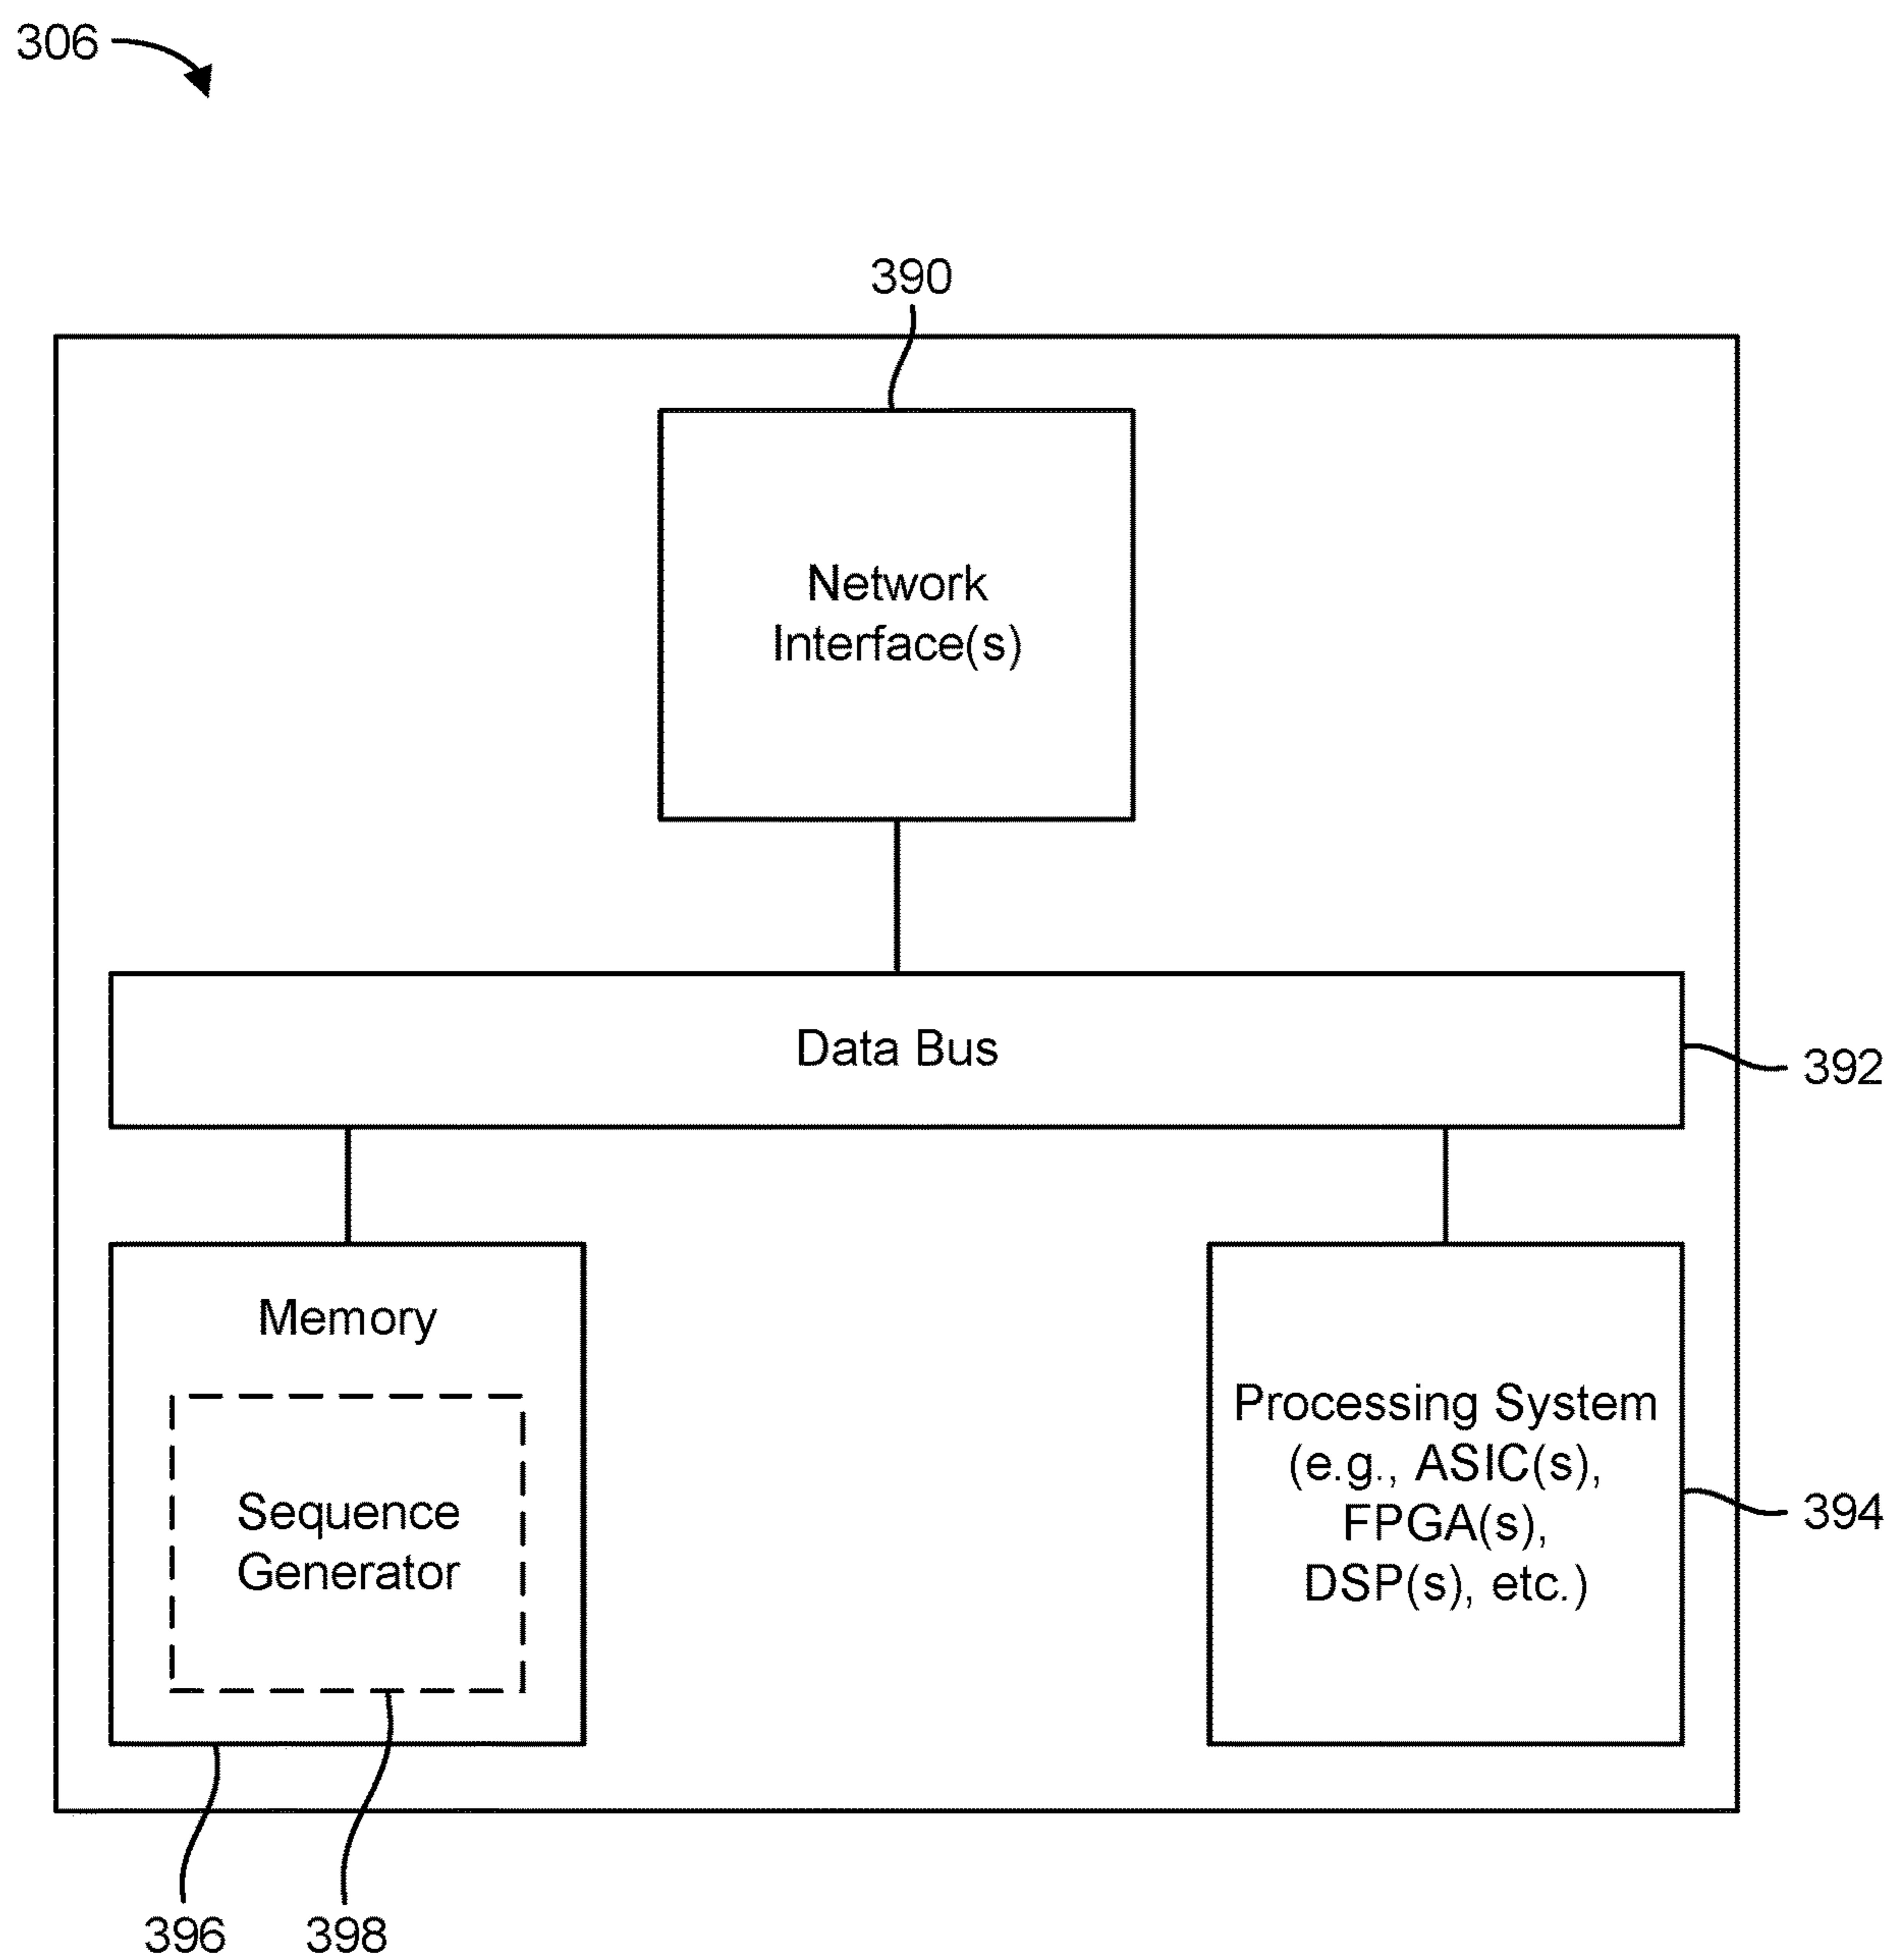 306
390
Network
Interface(s)
Data Bus
392
Memory
Sequence
Generator
Processing System
(e.g., ASIC(s),
FPGA(s),
DSP(s), etc.)
394
396
398